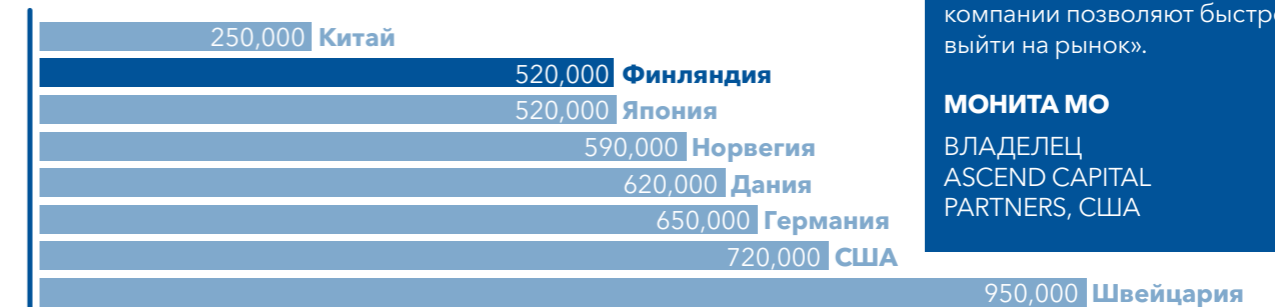 250,000 Китай
520,000 Финляндия
520,000 Япония
590,000 Норвегия
620,000 Дания
650,000 Германия
720,000 США
950,000 Швейцария
компании позволяют
выйти на рынок».
МОНИТА МО
ВЛАДЕЛЕЦ
ASCEND CAPITAL
PARTNERS, США